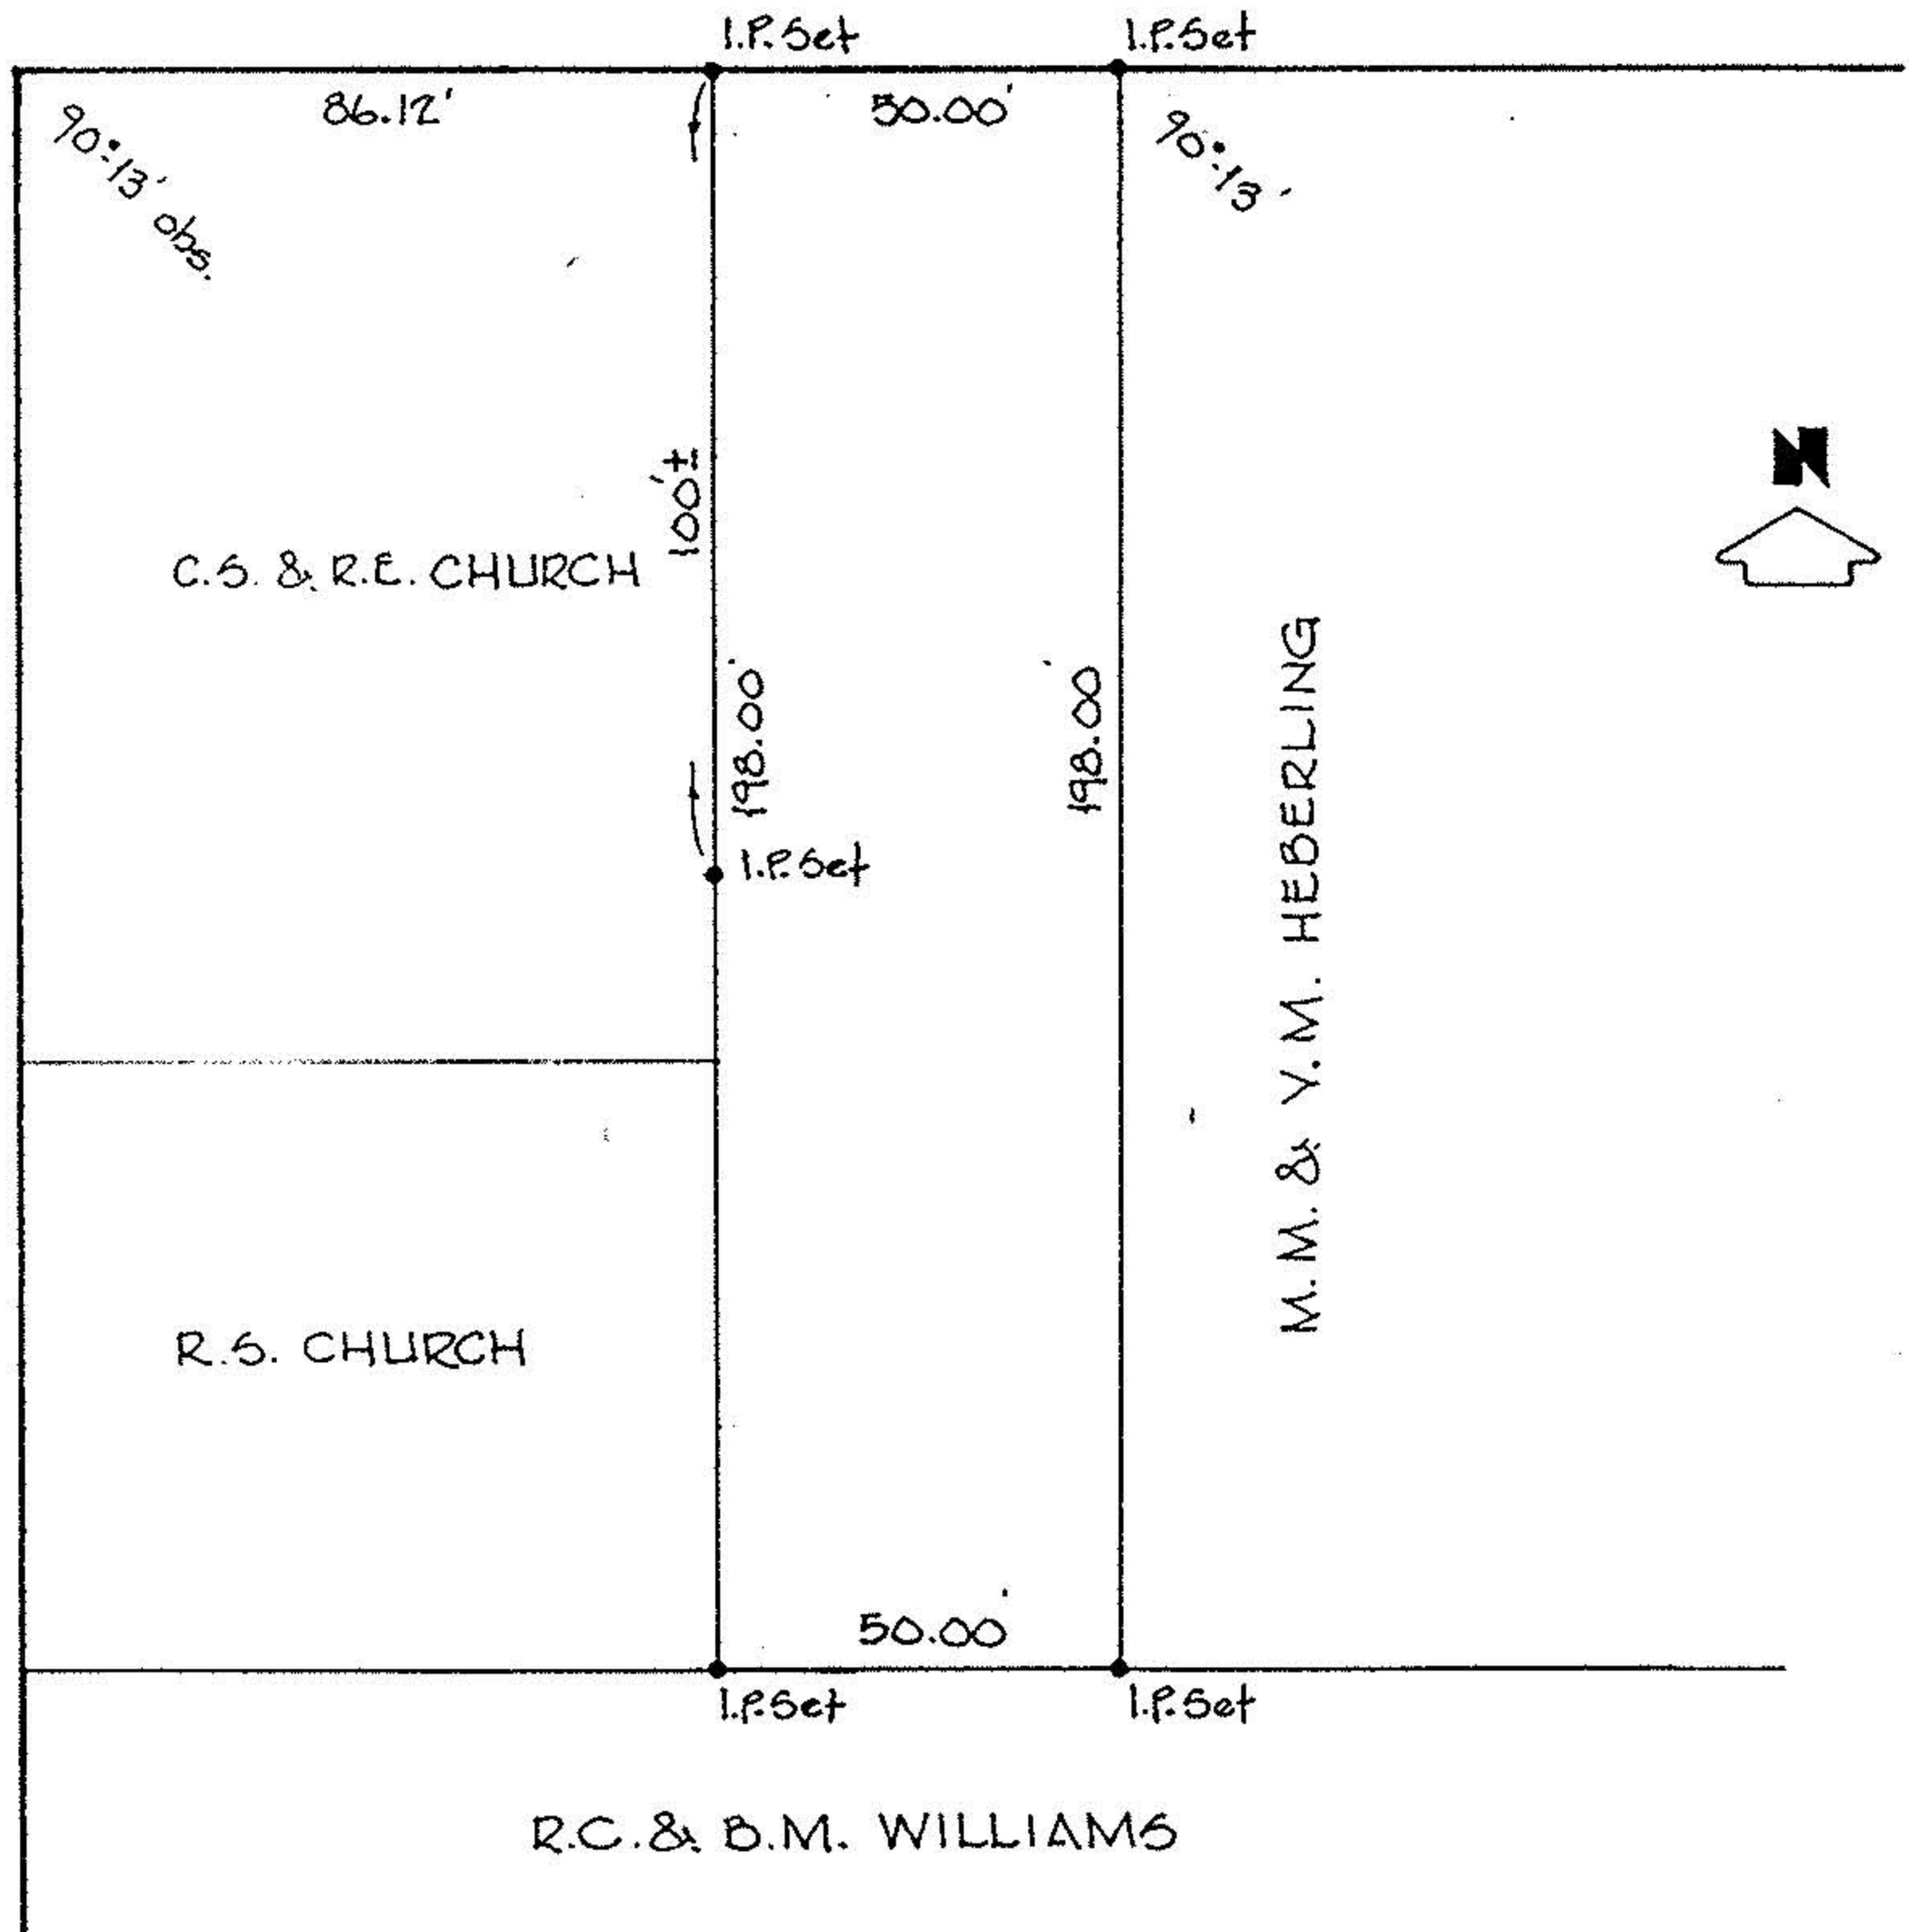 I.P. Set
I.P. Set
86.12'
50.00'
90°-13' obs.
90°-13'
100'±
N
C.S. & R.E. CHURCH
198.00'
198.00'
M.M. & V.M. HEBERLING
I.P. Set
R.S. CHURCH
50.00'
I.P. Set
I.P. Set
R.C. & B.M. WILLIAMS